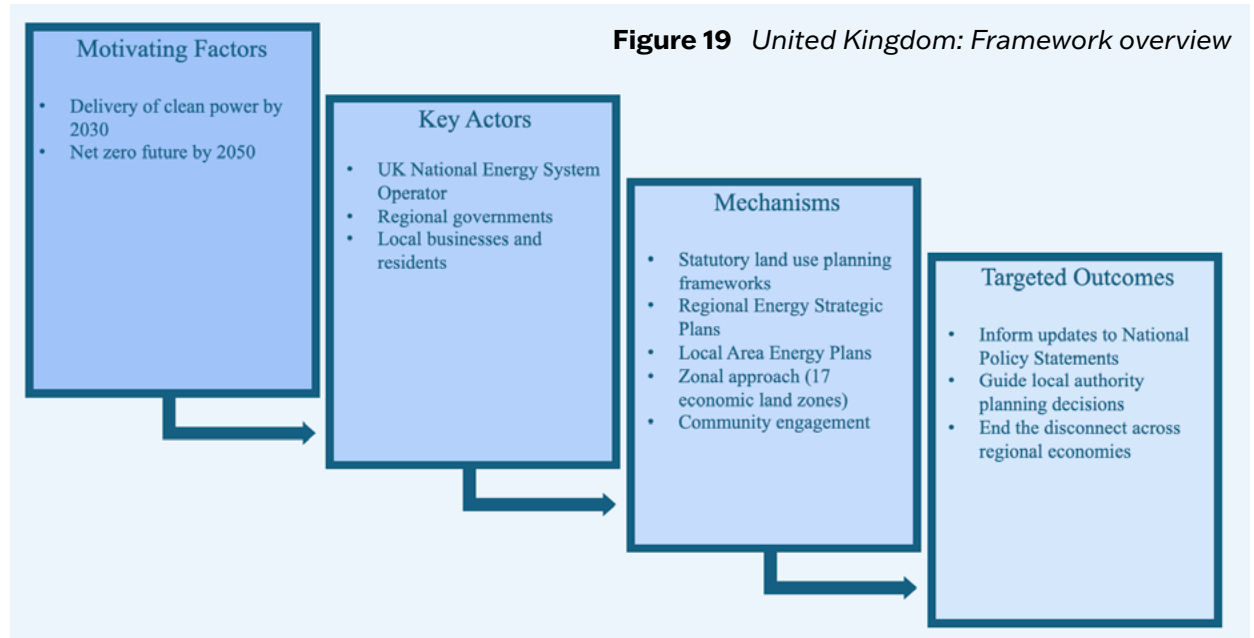 Figure 19 United Kingdom: Framework overview
Motivating Factors
• Delivery of clean power by
2030
• Net zero future by 2050
Key Actors
• UK National Energy System
Operator
• Regional governments
• Local businesses and
residents
Mechanisms
• Statutory land use planning
frameworks
• Regional Energy Strategic
Plans
• Local Area Energy Plans
• Zonal approach (17
economic land zones)
• Community engagement
Targeted Outcomes
• Inform updates to National
Policy Statements
• Guide local authority
planning decisions
• End the disconnect across
regional economies